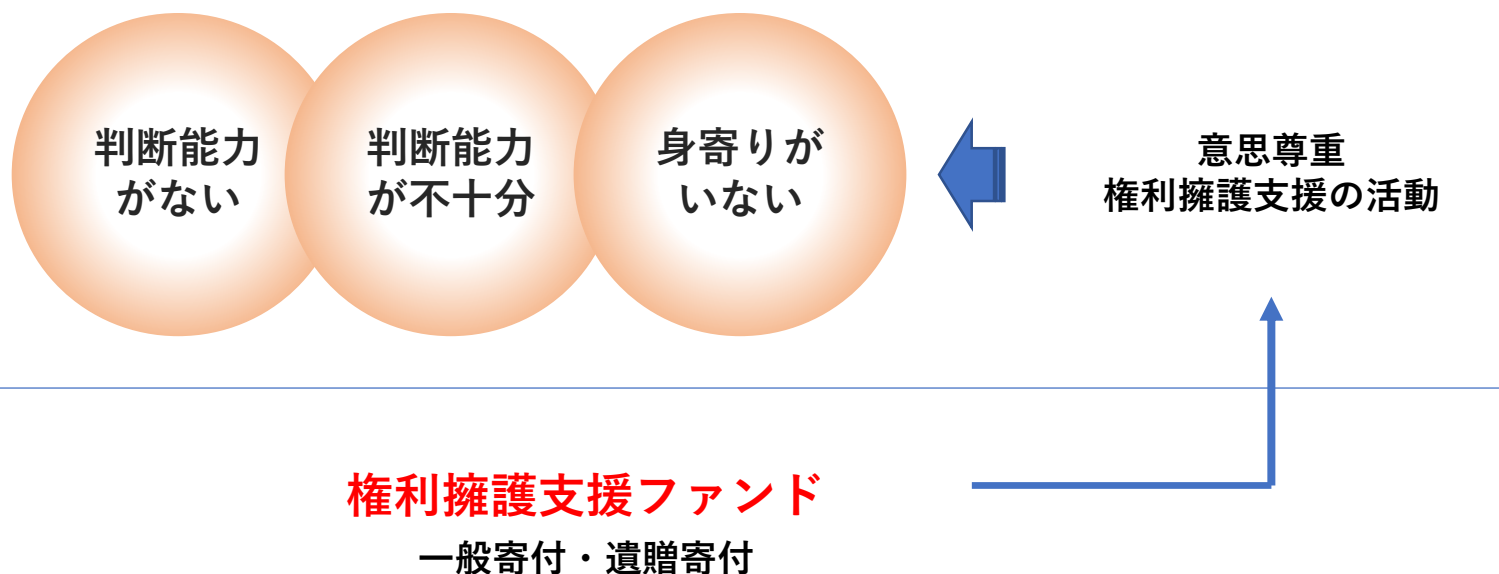 判断能力
がない
判断能力
が不十分
身寄りが
いない
意思尊重
権利擁護支援の活動
権利擁護支援ファンド
一般寄付・遺贈寄付